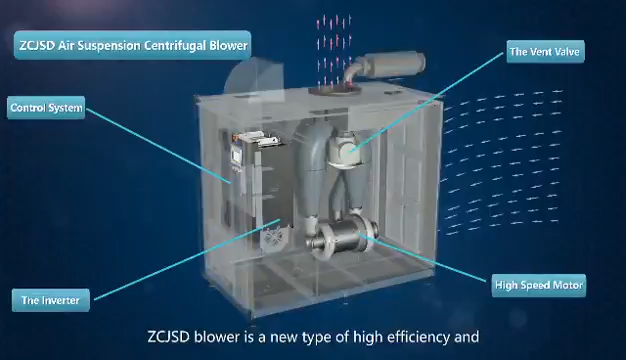 ZCJSD Air Suspension Centrifugal Blower
The Vent Valve
Control System
The Inverter
High Speed Motor
ZCJSD blower is a new type of high efficiency and